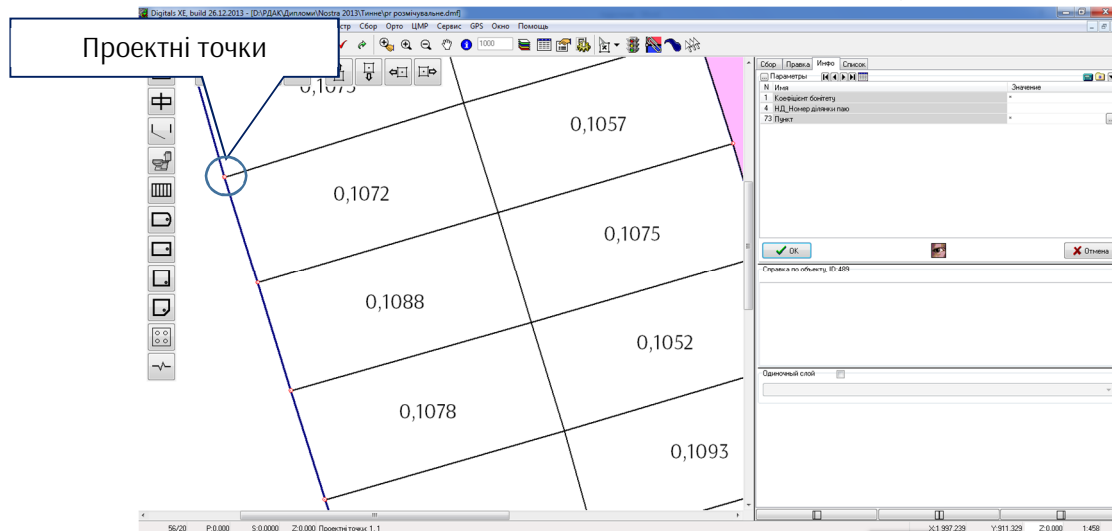 Digitals XE, build 26.12.2013 - [D:\РДАК\Дипломи\Nostra 2013\Тинне\pr розмічувальне.dmf]
Сбор Орто ЦМР Сервис GPS Окно Помощь
Проектні точки
1000
0,1073
0,1057
0,1072
0,1075
0,1088
0,1052
0,1078
0,1093
Сбор Правка Инфо Список
Параметры
N Имя Значение
1 Коефіцієнт бонітету *
4 НД_Номер ділянки паю
73 Пункт *
OK
Отмена
Справка по объекту, ID:489
Одиночный слой
56/20 P:0.000 S:0.0000 Z:0.000 Проектні точки: 1, 1 X:1 997.239 Y:911.329 Z:0.000 1:458